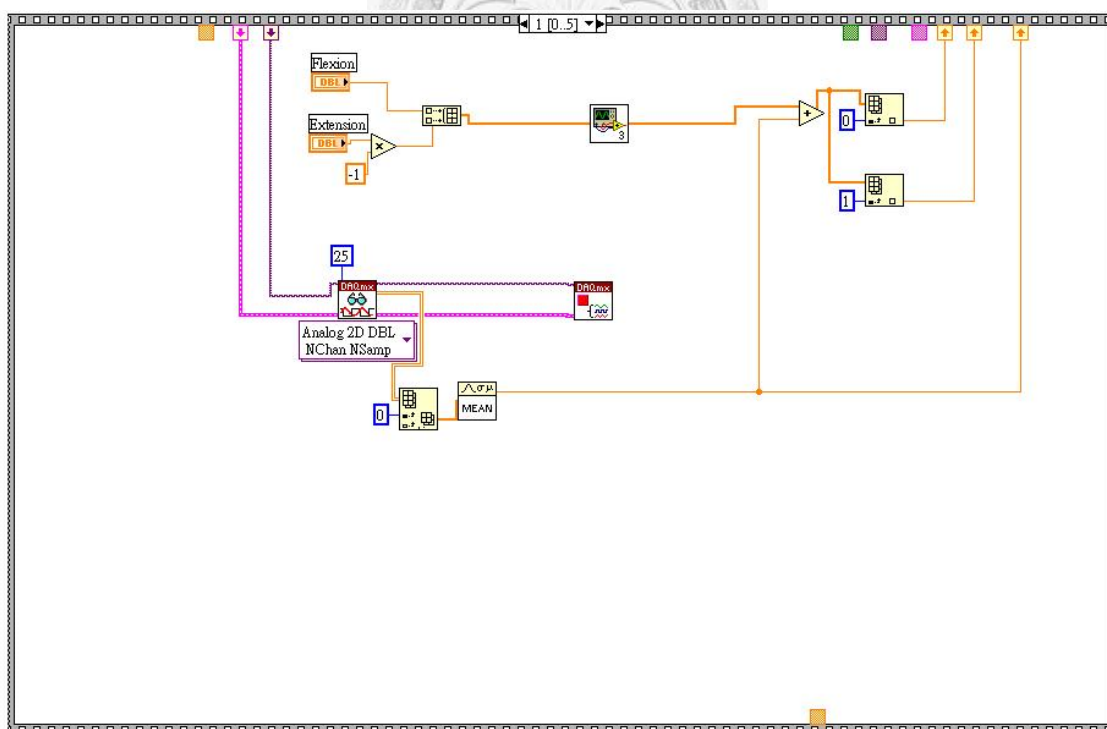 1 [0..5]
Flexion
DBL
Extension
DBL
×
-1
3
+
0
1
25
DAQmx
DAQmx
Analog 2D DBL
NChan NSamp
0
σμ
MEAN